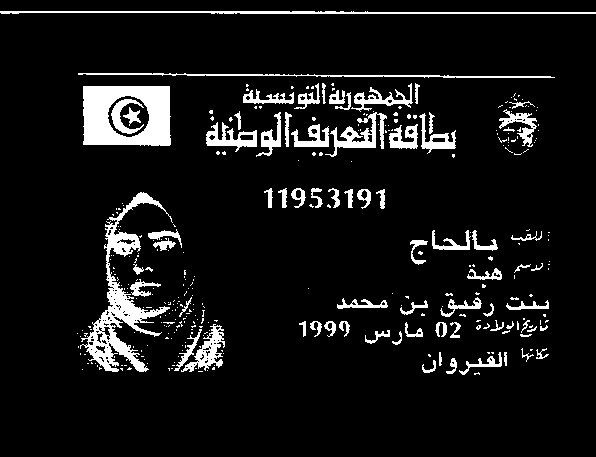 الجمهورية التونسية
بطاقة التعريف الوطنية
11953191
اللقب بالحاج
الاسم هبة
بنت رفيق بن محمد
تاريخ الولادة 02 مارس 1999
مكانها القيروان